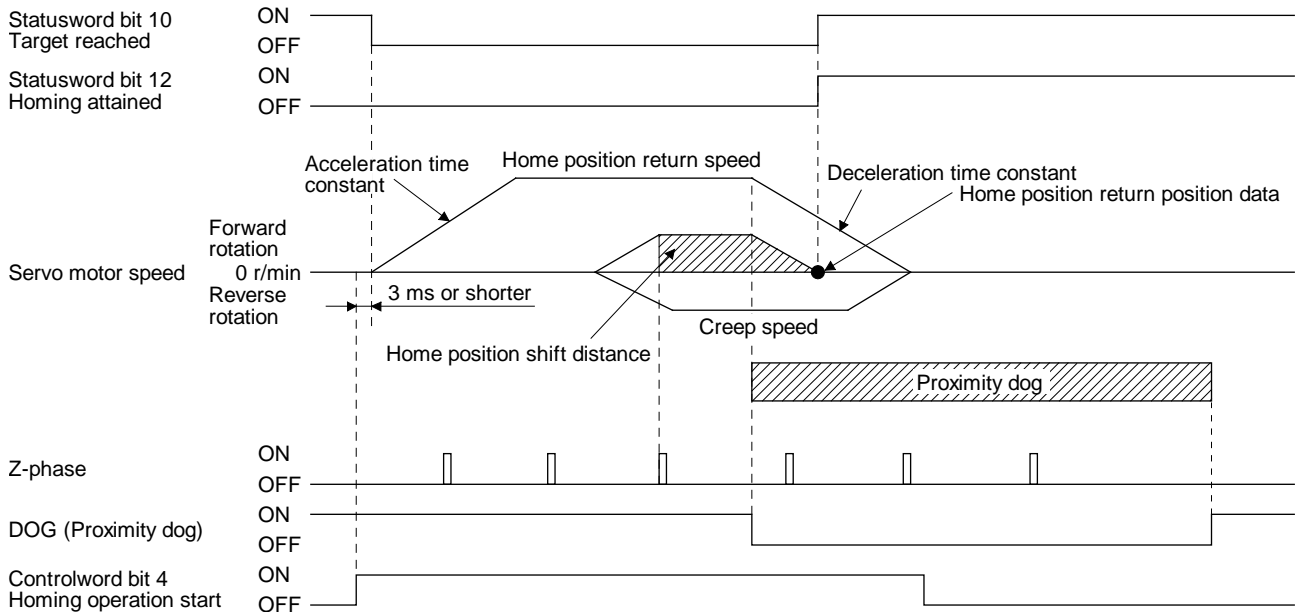 Statusword bit 10
Target reached
ON
OFF
Statusword bit 12
Homing attained
ON
OFF
Acceleration time
constant
Home position return speed
Deceleration time constant
Home position return position data
Servo motor speed
Forward
rotation
0 r/min
Reverse
rotation
3 ms or shorter
Creep speed
Home position shift distance
Proximity dog
Z-phase
ON
OFF
DOG (Proximity dog)
ON
OFF
Controlword bit 4
Homing operation start
ON
OFF